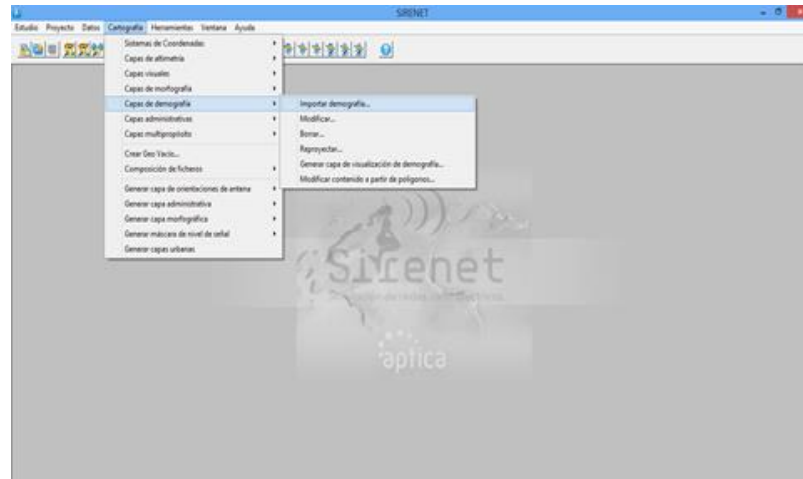 SIRENET
Estudio Proyecto Datos Cartografía Herramientas Ventana Ayuda
Sistemas de Coordenadas
Capas de altimetría
Capas visuales
Capas de morfografía
Capas de demografía
Capas administrativas
Capas multipropósito
Crear Geo Vacío...
Composición de ficheros
Generar capa de orientaciones de antena
Generar capa administrativa
Generar capa morfográfica
Generar máscara de nivel de señal
Generar capas urbanas
Importar demografía...
Modificar...
Borrar...
Reproyectar...
Generar capa de visualización de demografía...
Modificar contenido a partir de polígonos...
Sirenet
aptica